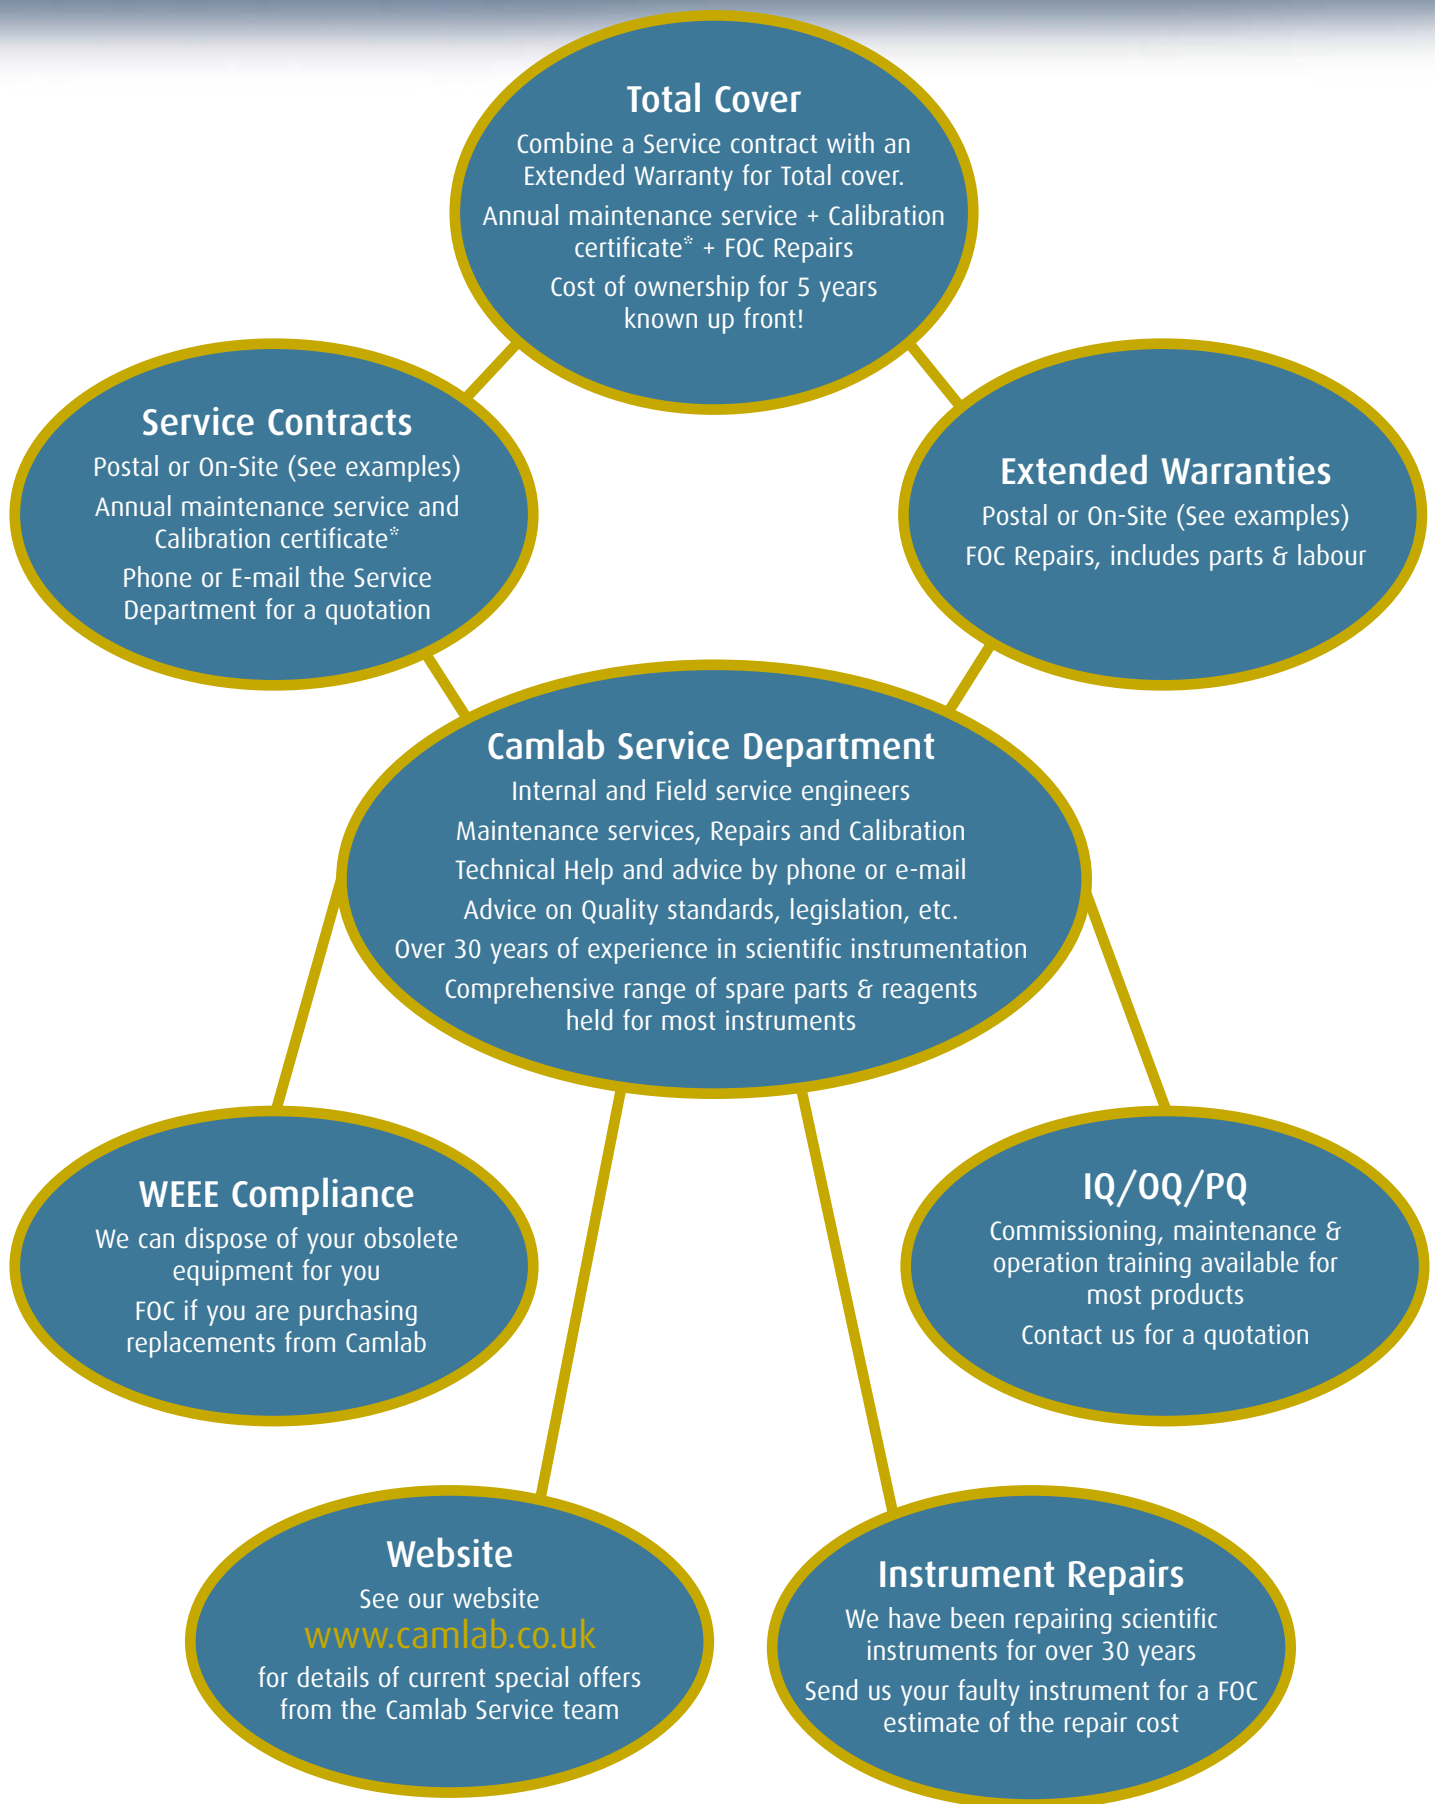 Total Cover
Combine a Service contract with an
Extended Warranty for Total cover.
Annual maintenance service + Calibration
certificate* + FOC Repairs
Cost of ownership for 5 years
known up front!
Service Contracts
Postal or On-Site (See examples)
Annual maintenance service and
Calibration certificate*
Phone or E-mail the Service
Department for a quotation
Extended Warranties
Postal or On-Site (See examples)
FOC Repairs, includes parts & labour
Camlab Service Department
Internal and Field service engineers
Maintenance services, Repairs and Calibration
Technical Help and advice by phone or e-mail
Advice on Quality standards, legislation, etc.
Over 30 years of experience in scientific instrumentation
Comprehensive range of spare parts & reagents
held for most instruments
WEEE Compliance
We can dispose of your obsolete
equipment for you
FOC if you are purchasing
replacements from Camlab
IQ/OQ/PQ
Commissioning, maintenance &
operation training available for
most products
Contact us for a quotation
Website
See our website
www.camlab.co.uk
for details of current special offers
from the Camlab Service team
Instrument Repairs
We have been repairing scientific
instruments for over 30 years
Send us your faulty instrument for a FOC
estimate of the repair cost